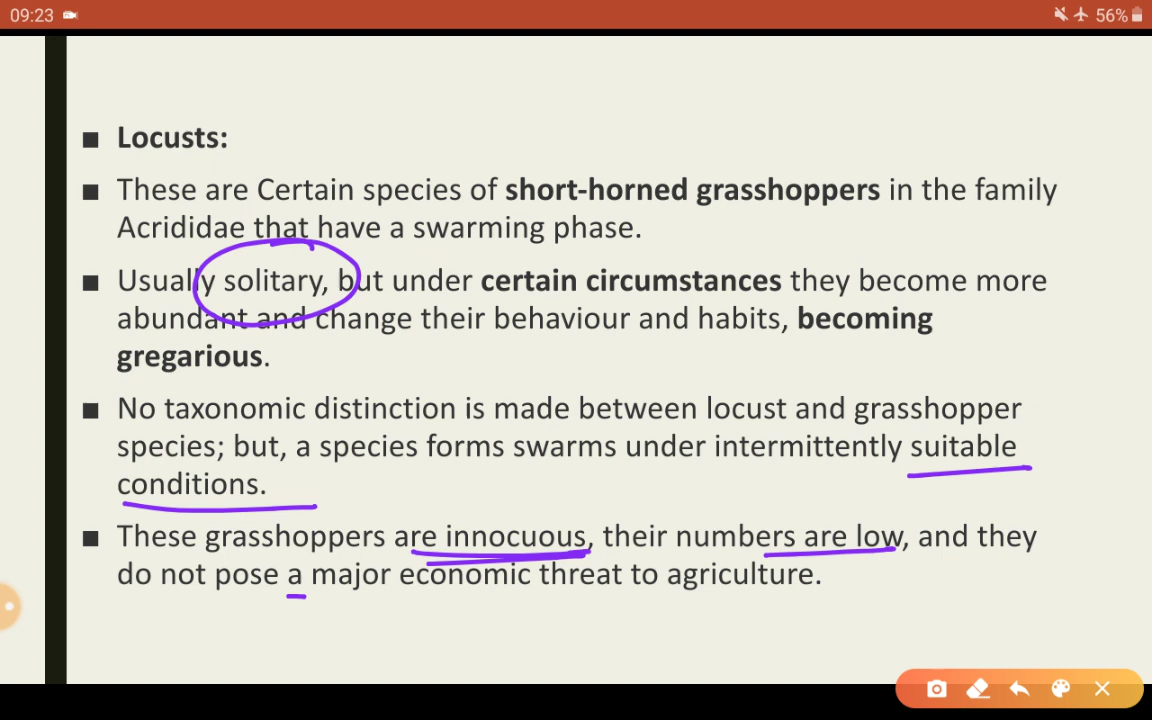 09:23
56%
■ Locusts:
■ These are Certain species of short-horned grasshoppers in the family
Acrididae that have a swarming phase.
■ Usually solitary, but under certain circumstances they become more
abundant and change their behaviour and habits, becoming
gregarious.
■ No taxonomic distinction is made between locust and grasshopper
species; but, a species forms swarms under intermittently suitable
conditions.
■ These grasshoppers are innocuous, their numbers are low, and they
do not pose a major economic threat to agriculture.